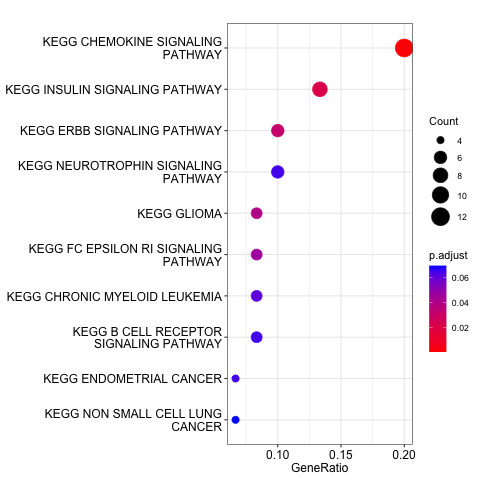 KEGG CHEMOKINE SIGNALING
PATHWAY
KEGG INSULIN SIGNALING PATHWAY
KEGG ERBB SIGNALING PATHWAY
KEGG NEUROTROPHIN SIGNALING
PATHWAY
KEGG GLIOMA
KEGG FC EPSILON RI SIGNALING
PATHWAY
KEGG CHRONIC MYELOID LEUKEMIA
KEGG B CELL RECEPTOR
SIGNALING PATHWAY
KEGG ENDOMETRIAL CANCER
KEGG NON SMALL CELL LUNG
CANCER
0.10 0.15 0.20
GeneRatio
Count
4
6
8
10
12
p.adjust
0.06
0.04
0.02